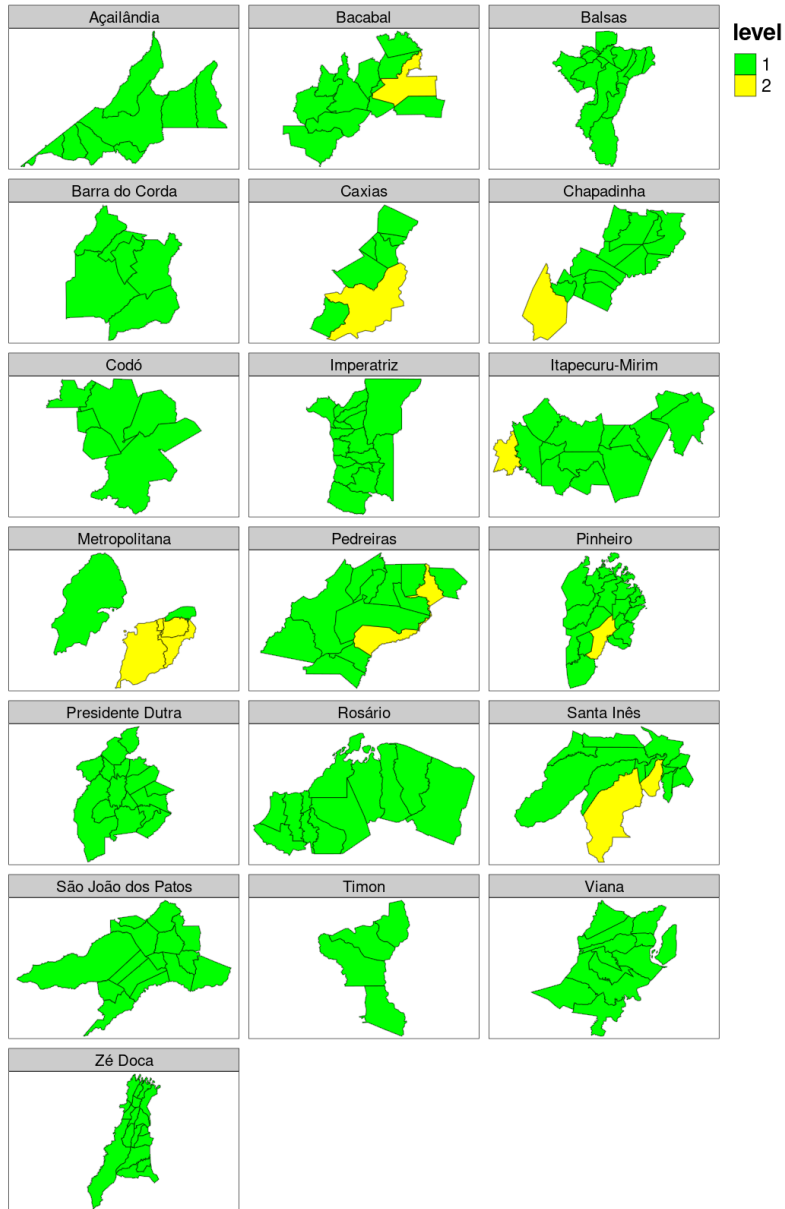 Açailândia
Bacabal
Balsas
level
1
2
Barra do Corda
Caxias
Chapadinha
Codó
Imperatriz
Itapecuru-Mirim
Metropolitana
Pedreiras
Pinheiro
Presidente Dutra
Rosário
Santa Inês
São João dos Patos
Timon
Viana
Zé Doca